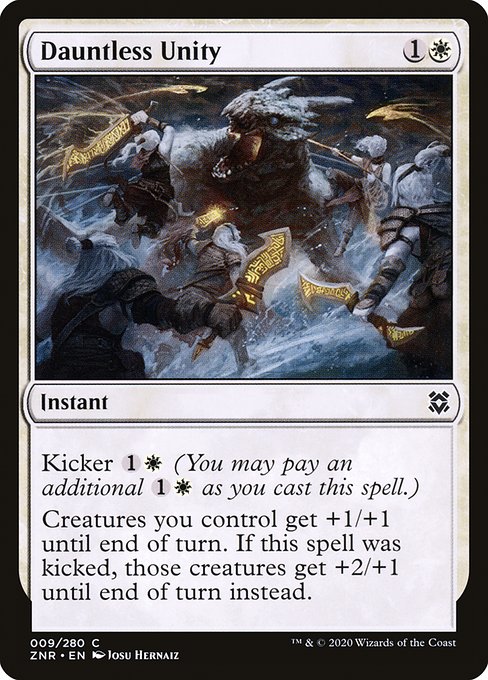 Dauntless Unity 1
Instant
Kicker 1 (You may pay an
additional 1 as you cast this spell.)
Creatures you control get +1/+1
until end of turn. If this spell was
kicked, those creatures get +2/+1
until end of turn instead.
009/280 C
ZNR • EN Josu Hernaiz
™ & © 2020 Wizards of the Coast